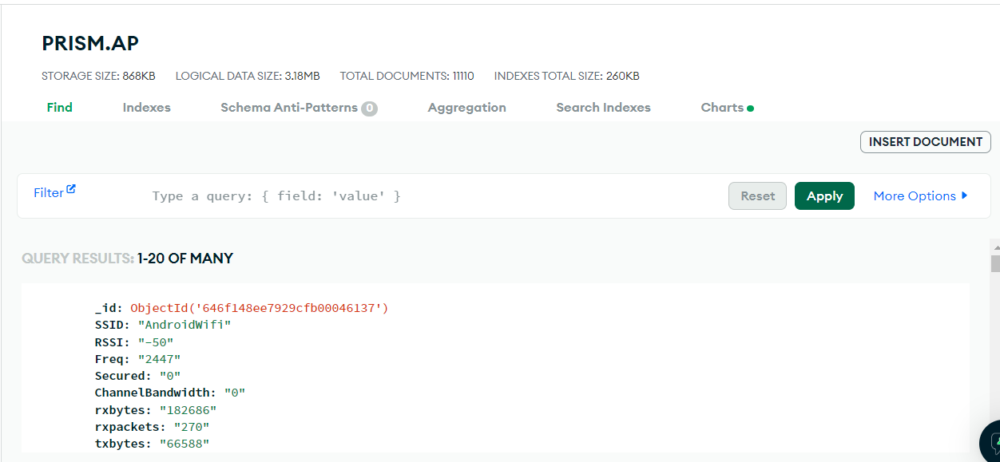 PRISM.AP
STORAGE SIZE: 868KB LOGICAL DATA SIZE: 3.18MB TOTAL DOCUMENTS: 11110 INDEXES TOTAL SIZE: 260KB
Find Indexes Schema Anti-Patterns 0 Aggregation Search Indexes Charts
INSERT DOCUMENT
Filter Type a query: { field: 'value' } Reset Apply More Options
QUERY RESULTS: 1-20 OF MANY
_id: ObjectId('646f148ee7929cfb00046137')
SSID: "AndroidWifi"
RSSI: "-50"
Freq: "2447"
Secured: "0"
ChannelBandwidth: "0"
rxbytes: "182686"
rxpackets: "270"
txbytes: "66588"